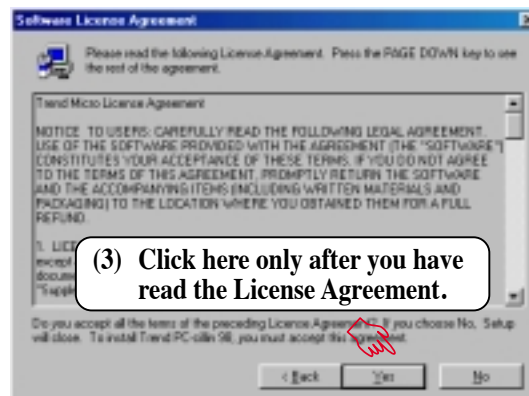 Software License Agreement
Please read the following License Agreement. Press the PAGE DOWN key to see
the rest of the agreement.
Trend Micro License Agreement
NOTICE TO USERS: CAREFULLY READ THE FOLLOWING LEGAL AGREEMENT.
USE OF THE SOFTWARE PROVIDED WITH THE AGREEMENT (THE "SOFTWARE")
CONSTITUTES YOUR ACCEPTANCE OF THESE TERMS. IF YOU DO NOT AGREE
TO THE TERMS OF THIS AGREEMENT, PROMPTLY RETURN THE SOFTWARE
AND THE ACCOMPANYING ITEMS (INCLUDING WRITTEN MATERIALS AND
PACKAGING) TO THE LOCATION WHERE YOU OBTAINED THEM FOR A FULL
REFUND.
1. LICE
except
docume
"Supple
(3) Click here only after you have
read the License Agreement.
Do you accept all the terms of the preceding License Agreement? If you choose No, Setup
will close. To install Trend PC-cillin 98, you must accept this agreement.
< Back
Yes
No